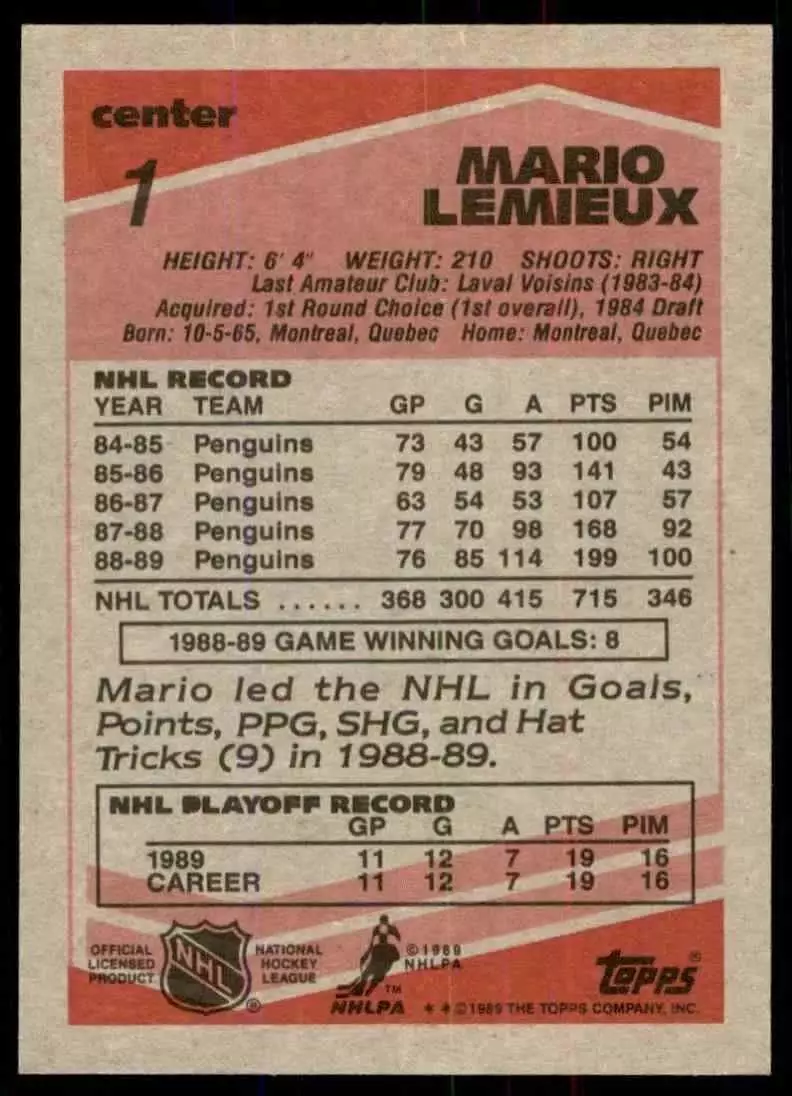 center
1
MARIO
LEMIEUX
HEIGHT: 6' 4" WEIGHT: 210 SHOOTS: RIGHT
Last Amateur Club: Laval Voisins (1983-84)
Acquired: 1st Round Choice (1st overall), 1984 Draft
Born: 10-5-65, Montreal, Quebec Home: Montreal, Quebec
NHL RECORD
YEAR TEAM GP G A PTS PIM
84-85 Penguins 73 43 57 100 54
85-86 Penguins 79 48 93 141 43
86-87 Penguins 63 54 53 107 57
87-88 Penguins 77 70 98 168 92
88-89 Penguins 76 85 114 199 100
NHL TOTALS ...... 368 300 415 715 346
1988-89 GAME WINNING GOALS: 8
Mario led the NHL in Goals,
Points, PPG, SHG, and Hat
Tricks (9) in 1988-89.
NHL PLAYOFF RECORD
GP G A PTS PIM
1989 11 12 7 19 16
CAREER 11 12 7 19 16
OFFICIAL
LICENSED
PRODUCT
NHL
®
NATIONAL
HOCKEY
LEAGUE
©1989
NHLPA
TM
NHLPA
topps®
* * © 1989 THE TOPPS COMPANY, INC.